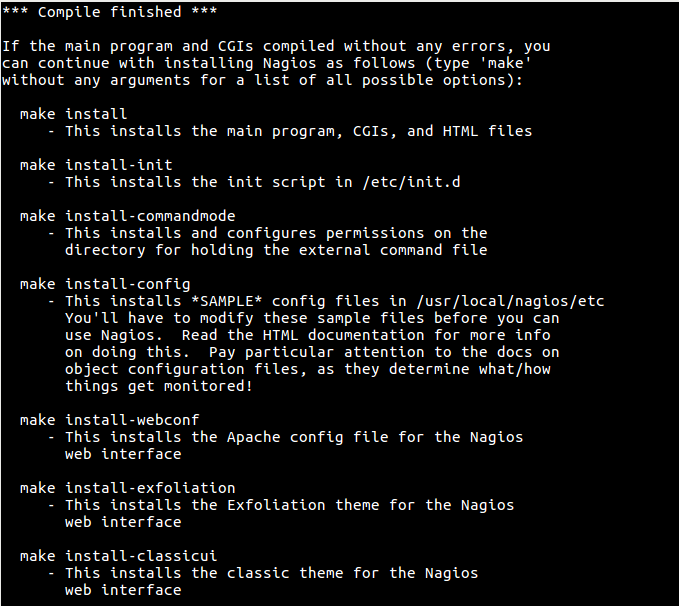 *** Compile finished ***
If the main program and CGIs compiled without any errors, you
can continue with installing Nagios as follows (type 'make'
without any arguments for a list of all possible options):
make install
- This installs the main program, CGIs, and HTML files
make install-init
- This installs the init script in /etc/init.d
make install-commandmode
- This installs and configures permissions on the
directory for holding the external command file
make install-config
- This installs *SAMPLE* config files in /usr/local/nagios/etc
You'll have to modify these sample files before you can
use Nagios.  Read the HTML documentation for more info
on doing this.  Pay particular attention to the docs on
object configuration files, as they determine what/how
things get monitored!
make install-webconf
- This installs the Apache config file for the Nagios
web interface
make install-exfoliation
- This installs the Exfoliation theme for the Nagios
web interface
make install-classicui
- This installs the classic theme for the Nagios
web interface